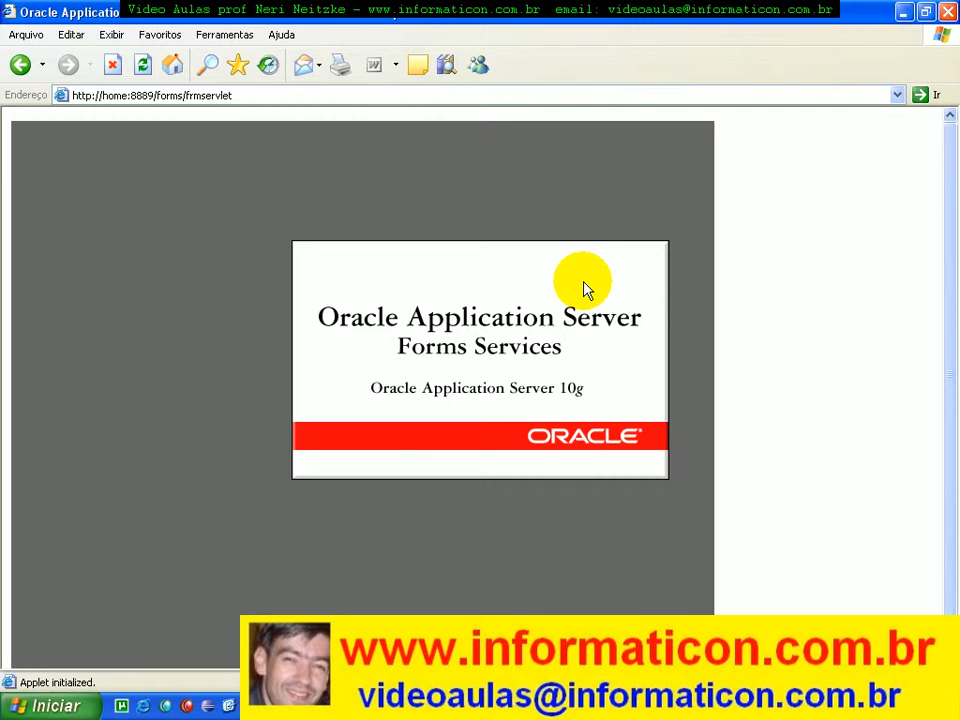 Oracle Applicatio
Video Aulas prof Neri Neitzke - www.informaticon.com.br email: videoaulas@informaticon.com.br
Arquivo Editar Exibir Favoritos Ferramentas Ajuda
Endereço http://home:8889/forms/frmservlet Ir
Oracle Application Server
Forms Services
Oracle Application Server 10g
ORACLE
www.informaticon.com.br
videoaulas@informaticon.com.br
Applet initialized.
Iniciar